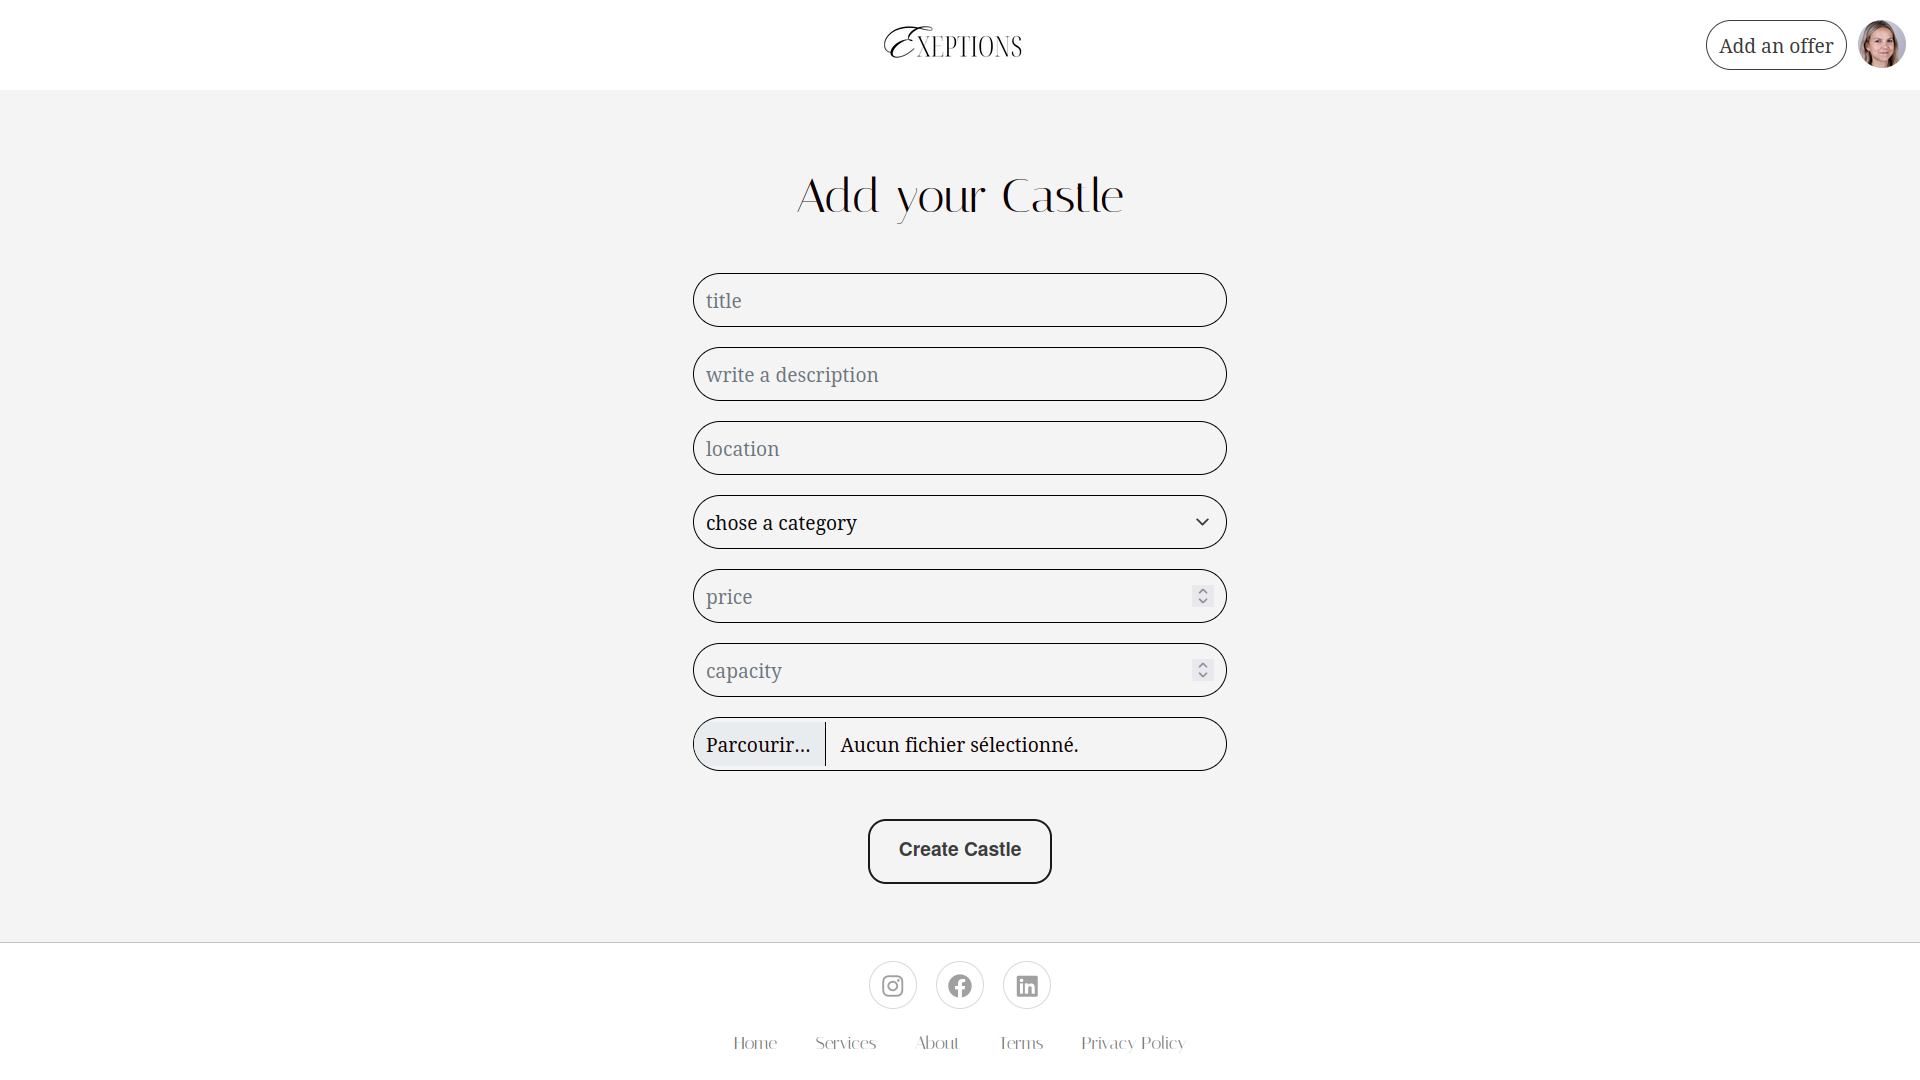 Exeptions
Add an offer
Add your Castle
title
write a description
location
chose a category
price
capacity
Parcourir... Aucun fichier sélectionné.
Create Castle
Home Services About Terms Privacy Policy